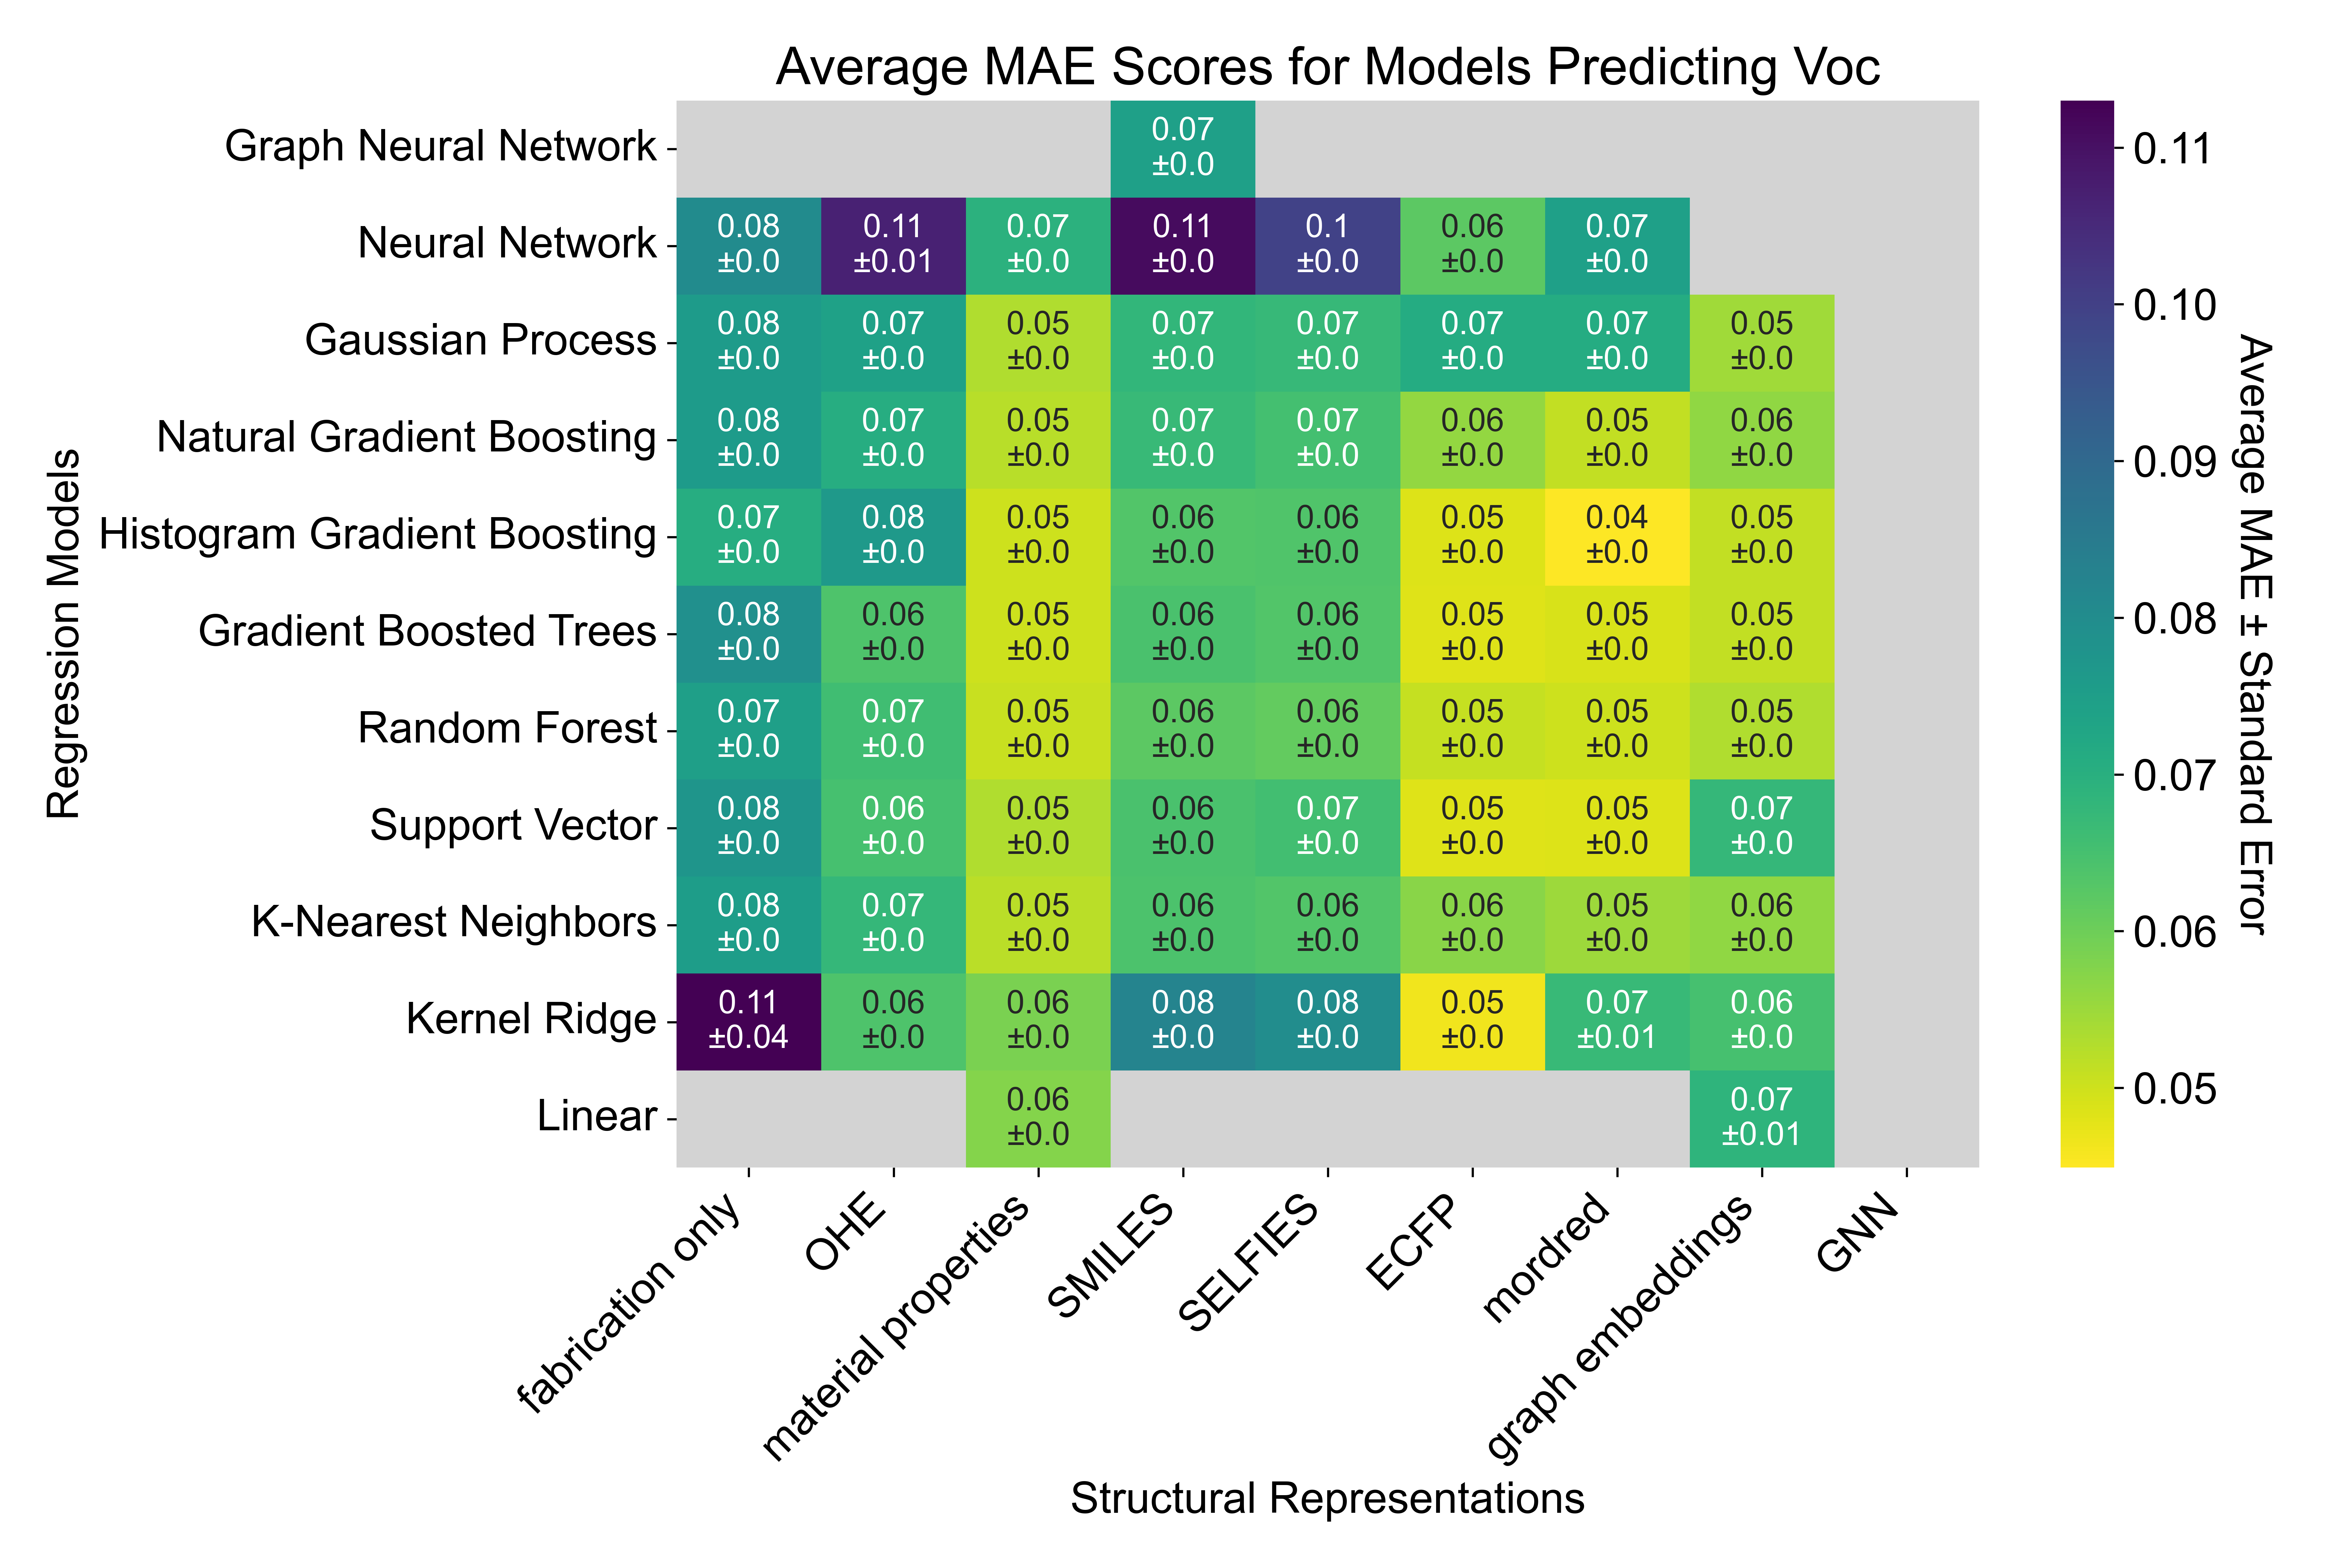 Average MAE Scores for Models Predicting Voc
Regression Models
Graph Neural Network
0.07
±0.0
Neural Network
0.08 0.11 0.07 0.11 0.1 0.06 0.07
±0.0 ±0.01 ±0.0 ±0.0 ±0.0 ±0.0 ±0.0
Gaussian Process
0.08 0.07 0.05 0.07 0.07 0.07 0.07 0.05
±0.0 ±0.0 ±0.0 ±0.0 ±0.0 ±0.0 ±0.0 ±0.0
Natural Gradient Boosting
0.08 0.07 0.05 0.07 0.07 0.06 0.05 0.06
±0.0 ±0.0 ±0.0 ±0.0 ±0.0 ±0.0 ±0.0 ±0.0
Histogram Gradient Boosting
0.07 0.08 0.05 0.06 0.06 0.05 0.04 0.05
±0.0 ±0.0 ±0.0 ±0.0 ±0.0 ±0.0 ±0.0 ±0.0
Gradient Boosted Trees
0.08 0.06 0.05 0.06 0.06 0.05 0.05 0.05
±0.0 ±0.0 ±0.0 ±0.0 ±0.0 ±0.0 ±0.0 ±0.0
Random Forest
0.07 0.07 0.05 0.06 0.06 0.05 0.05 0.05
±0.0 ±0.0 ±0.0 ±0.0 ±0.0 ±0.0 ±0.0 ±0.0
Support Vector
0.08 0.06 0.05 0.06 0.07 0.05 0.05 0.07
±0.0 ±0.0 ±0.0 ±0.0 ±0.0 ±0.0 ±0.0 ±0.0
K-Nearest Neighbors
0.08 0.07 0.05 0.06 0.06 0.06 0.05 0.06
±0.0 ±0.0 ±0.0 ±0.0 ±0.0 ±0.0 ±0.0 ±0.0
Kernel Ridge
0.11 0.06 0.06 0.08 0.08 0.05 0.07 0.06
±0.04 ±0.0 ±0.0 ±0.0 ±0.0 ±0.0 ±0.01 ±0.0
Linear
0.06 0.07
±0.0 ±0.01
fabrication only
OHE
material properties
SMILES
SELFIES
ECFP
mordred
graph embeddings
GNN
Structural Representations
0.11
0.10
0.09
0.08
0.07
0.06
0.05
Average MAE ± Standard Error